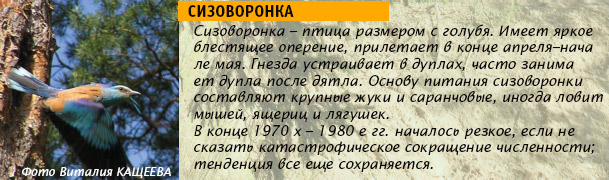 СИЗОВОРОНКА
Сизоворонка – птица размером с голубя. Имеет яркое
блестящее оперение, прилетает в конце апреля–нача
ле мая. Гнезда устраивает в дуплах, часто занима
ет дупла после дятла. Основу питания сизоворонки
составляют крупные жуки и саранчовые, иногда ловит
мышей, ящериц и лягушек.
В конце 1970 х – 1980 е гг. началось резкое, если не
сказать катастрофическое сокращение численности;
тенденция все еще сохраняется.
Фото Виталия КАЩЕЕВА